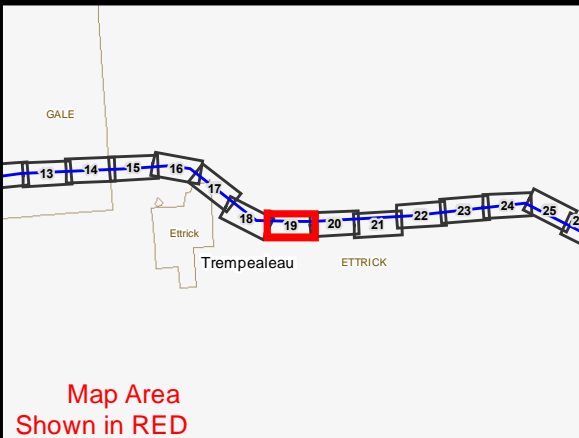 GALE
13
14
15
16
17
18
19
20
21
22
23
24
25
Ettrick
Trempealeau
ETTRICK
Map Area
Shown in RED